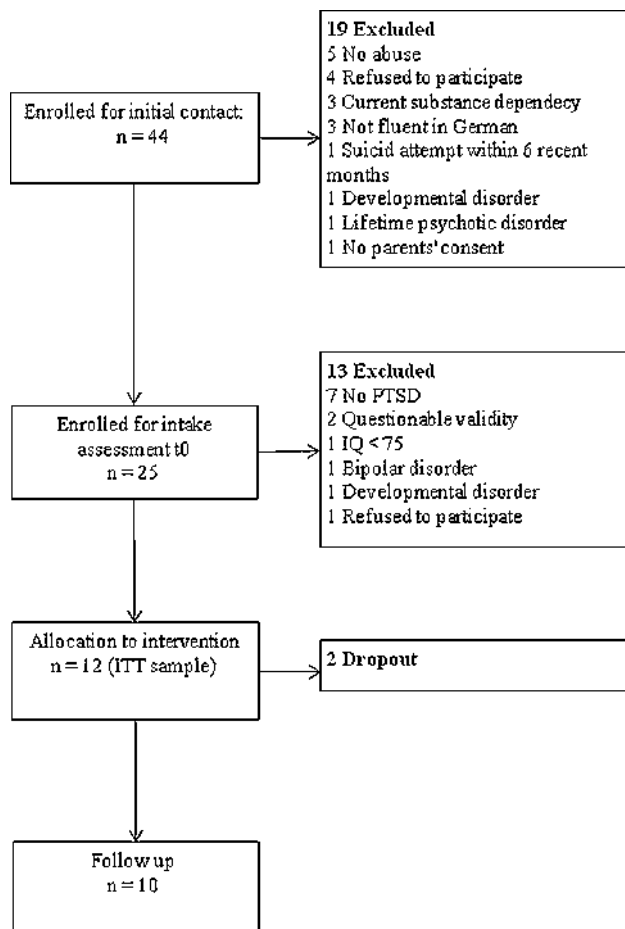 19 Excluded
5 No abuse
4 Refused to participate
3 Current substance dependecy
3 Not fluent in German
1 Suicid attempt within 6 recent
months
1 Developmental disorder
1 Lifetime psychotic disorder
1 No parents' consent
Enrolled for initial contact:
n = 44
13 Excluded
7 No PTSD
2 Questionable validity
1 IQ < 75
1 Bipolar disorder
1 Developmental disorder
1 Refused to participate
Enrolled for intake
assessment t0
n = 25
Allocation to intervention
n = 12 (ITT sample)
2 Dropout
Follow up
n = 10